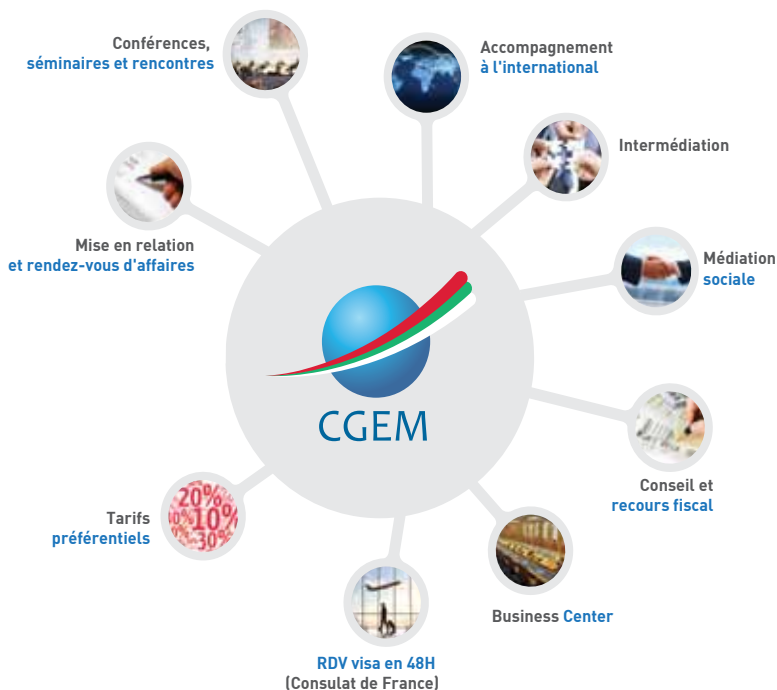 Conférences,
séminaires et rencontres
Accompagnement
à l'international
Intermédiation
Médiation
sociale
Mise en relation
et rendez-vous d'affaires
CGEM
Conseil et
recours fiscal
Tarifs
préférentiels
20%
10%
30%
Business Center
RDV visa en 48H
(Consulat de France)